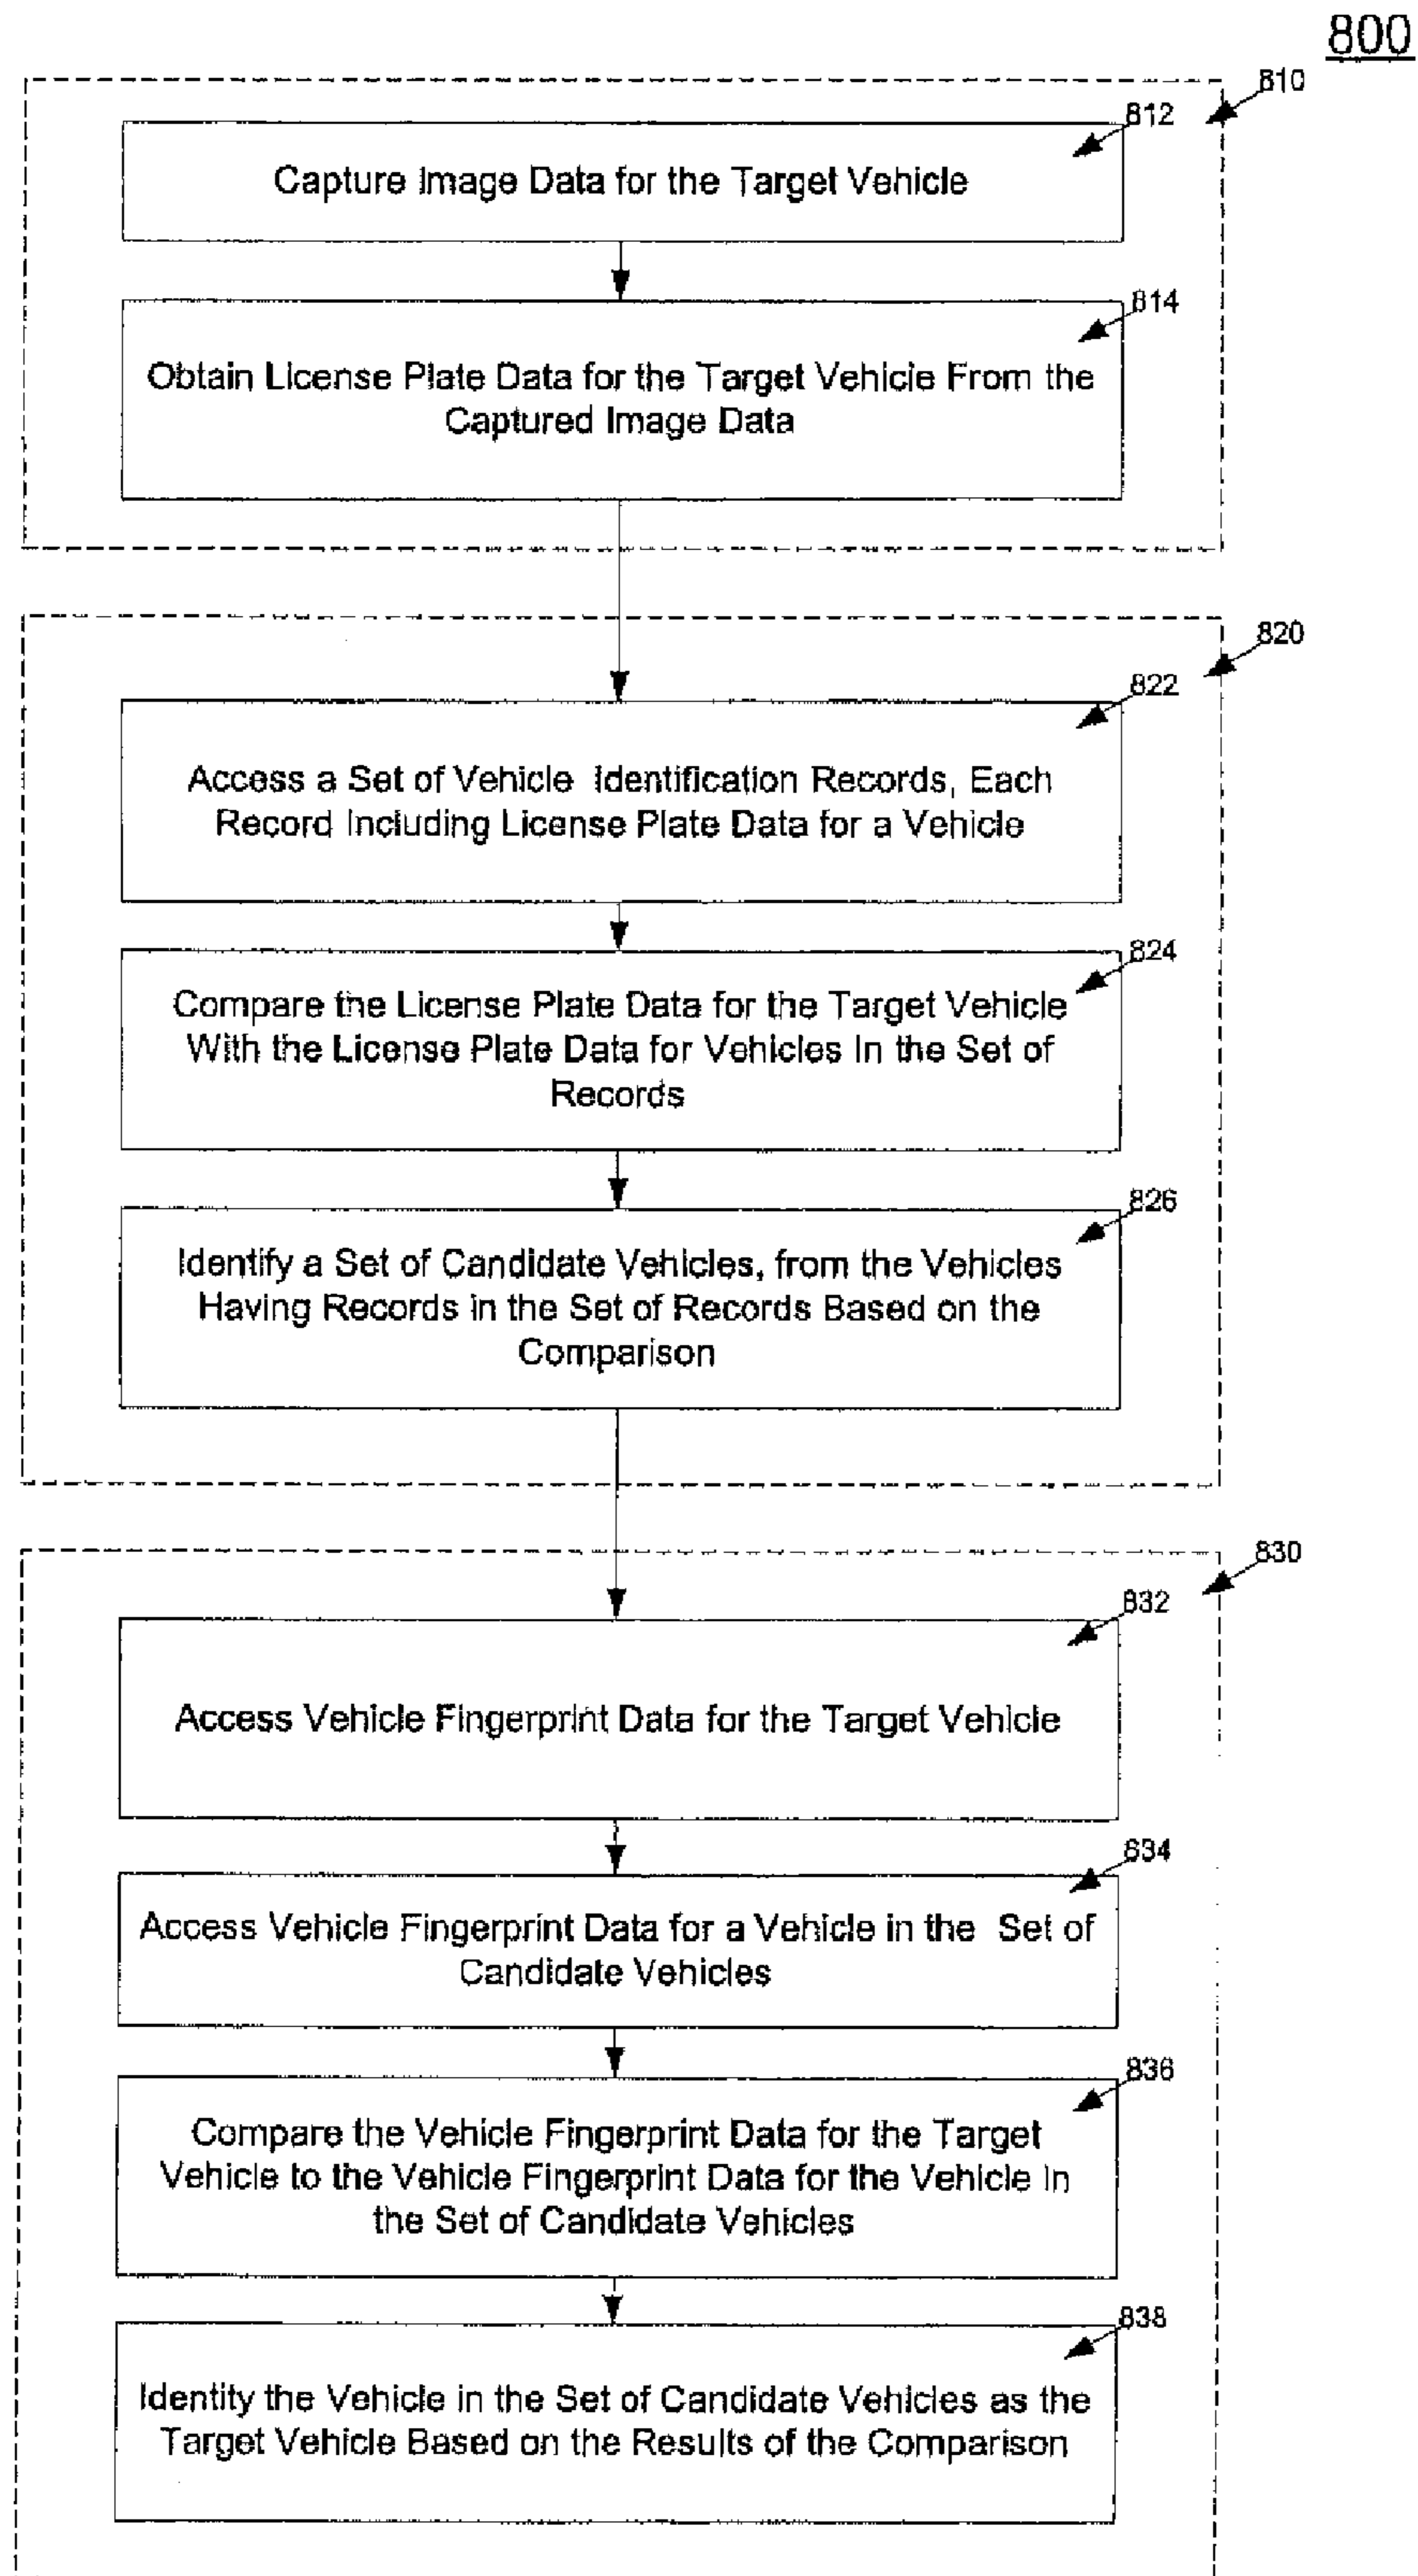 800
810
812
Capture Image Data for the Target Vehicle
814
Obtain License Plate Data for the Target Vehicle From the
Captured Image Data
820
822
Access a Set of Vehicle Identification Records, Each
Record Including License Plate Data for a Vehicle
824
Compare the License Plate Data for the Target Vehicle
With the License Plate Data for Vehicles In the Set of
Records
826
Identify a Set of Candidate Vehicles, from the Vehicles
Having Records in the Set of Records Based on the
Comparison
830
832
Access Vehicle Fingerprint Data for the Target Vehicle
834
Access Vehicle Fingerprint Data for a Vehicle in the Set of
Candidate Vehicles
836
Compare the Vehicle Fingerprint Data for the Target
Vehicle to the Vehicle Fingerprint Data for the Vehicle In
the Set of Candidate Vehicles
838
Identity the Vehicle in the Set of Candidate Vehicles as the
Target Vehicle Based on the Results of the Comparison